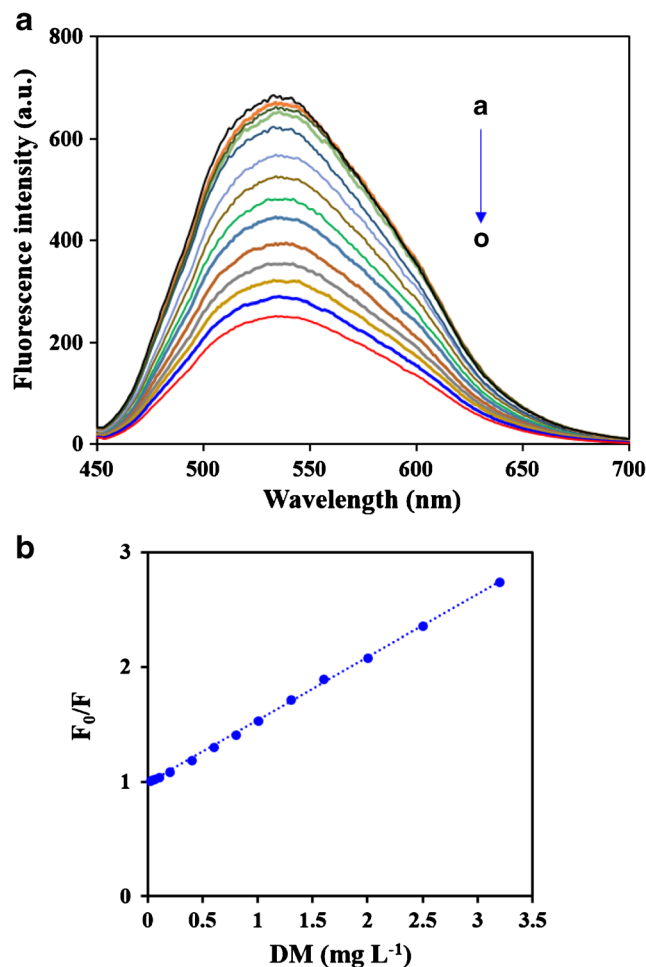 a
800
600
400
200
0
Fluorescence intensity (a.u.)
a
o
450 500 550 600 650 700
Wavelength (nm)
b
3
2
1
0
F₀/F
0 0.5 1 1.5 2 2.5 3 3.5
DM (mg L⁻¹)